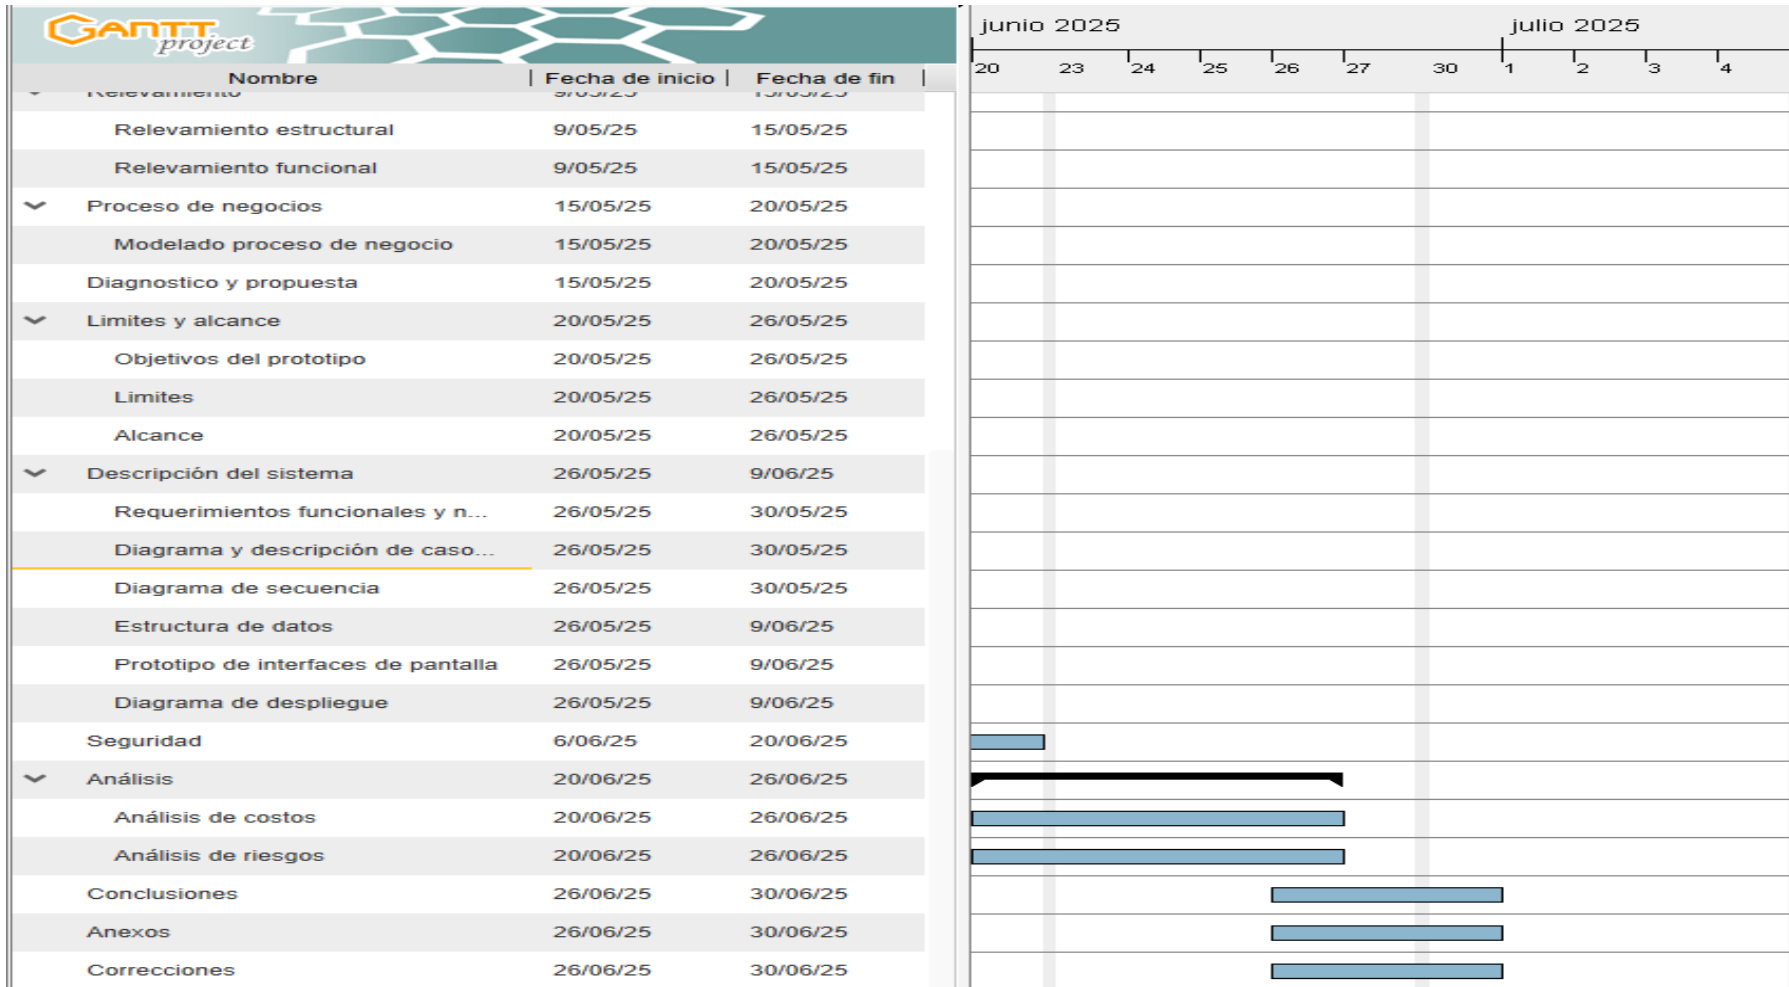 GANTT project
junio 2025 julio 2025
Nombre Fecha de inicio Fecha de fin
20 23 24 25 26 27 30 1 2 3 4
Relevamiento 9/05/25 15/05/25
Relevamiento estructural 9/05/25 15/05/25
Relevamiento funcional 9/05/25 15/05/25
Proceso de negocios 15/05/25 20/05/25
Modelado proceso de negocio 15/05/25 20/05/25
Diagnostico y propuesta 15/05/25 20/05/25
Limites y alcance 20/05/25 26/05/25
Objetivos del prototipo 20/05/25 26/05/25
Limites 20/05/25 26/05/25
Alcance 20/05/25 26/05/25
Descripción del sistema 26/05/25 9/06/25
Requerimientos funcionales y n... 26/05/25 30/05/25
Diagrama y descripción de caso... 26/05/25 30/05/25
Diagrama de secuencia 26/05/25 30/05/25
Estructura de datos 26/05/25 9/06/25
Prototipo de interfaces de pantalla 26/05/25 9/06/25
Diagrama de despliegue 26/05/25 9/06/25
Seguridad 6/06/25 20/06/25
Análisis 20/06/25 26/06/25
Análisis de costos 20/06/25 26/06/25
Análisis de riesgos 20/06/25 26/06/25
Conclusiones 26/06/25 30/06/25
Anexos 26/06/25 30/06/25
Correcciones 26/06/25 30/06/25